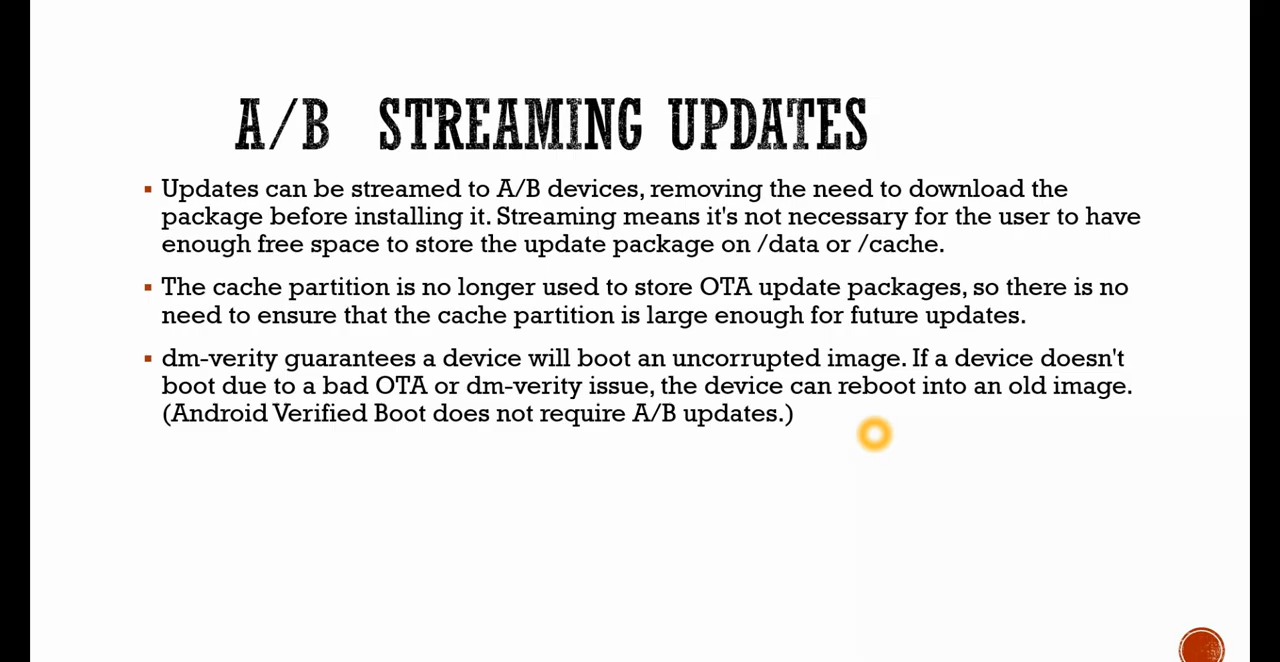 A/B STREAMING UPDATES
▪ Updates can be streamed to A/B devices, removing the need to download the
package before installing it. Streaming means it's not necessary for the user to have
enough free space to store the update package on /data or /cache.
▪ The cache partition is no longer used to store OTA update packages, so there is no
need to ensure that the cache partition is large enough for future updates.
▪ dm-verity guarantees a device will boot an uncorrupted image. If a device doesn't
boot due to a bad OTA or dm-verity issue, the device can reboot into an old image.
(Android Verified Boot does not require A/B updates.)